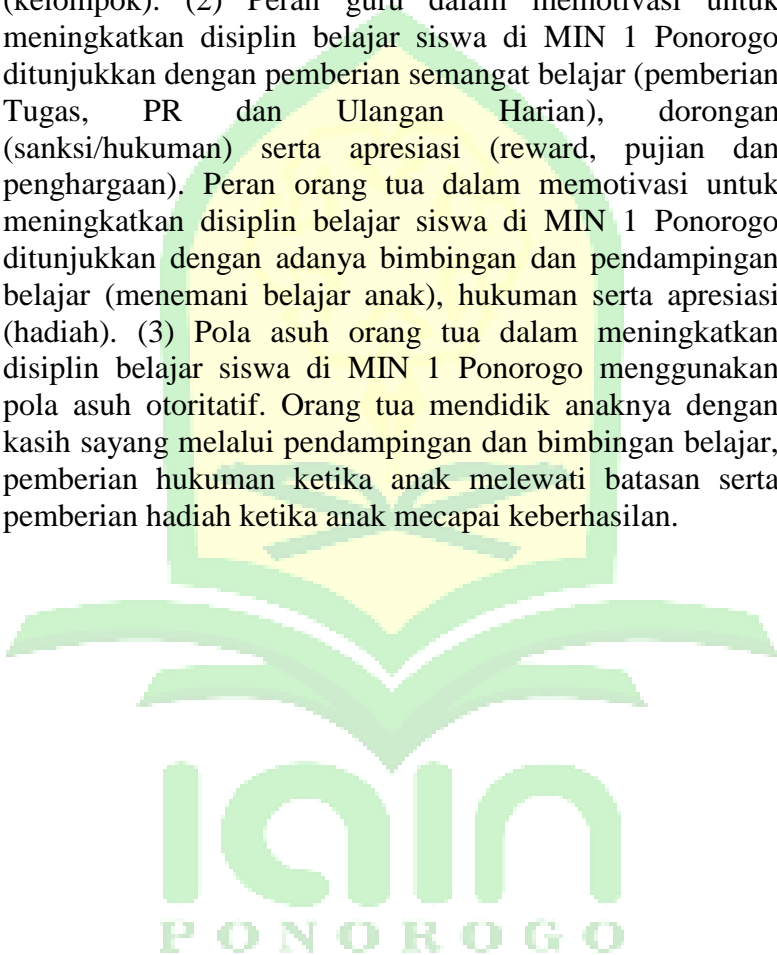 (kelompok). (2) Peran guru dalam memotivasi untuk
meningkatkan disiplin belajar siswa di MIN 1 Ponorogo
ditunjukkan dengan pemberian semangat belajar (pemberian
Tugas, PR dan Ulangan Harian), dorongan
(sanksi/hukuman) serta apresiasi (reward, pujian dan
penghargaan). Peran orang tua dalam memotivasi untuk
meningkatkan disiplin belajar siswa di MIN 1 Ponorogo
ditunjukkan dengan adanya bimbingan dan pendampingan
belajar (menemani belajar anak), hukuman serta apresiasi
(hadiah). (3) Pola asuh orang tua dalam meningkatkan
disiplin belajar siswa di MIN 1 Ponorogo menggunakan
pola asuh otoritatif. Orang tua mendidik anaknya dengan
kasih sayang melalui pendampingan dan bimbingan belajar,
pemberian hukuman ketika anak melewati batasan serta
pemberian hadiah ketika anak mecapai keberhasilan.
iain
PONOROGO